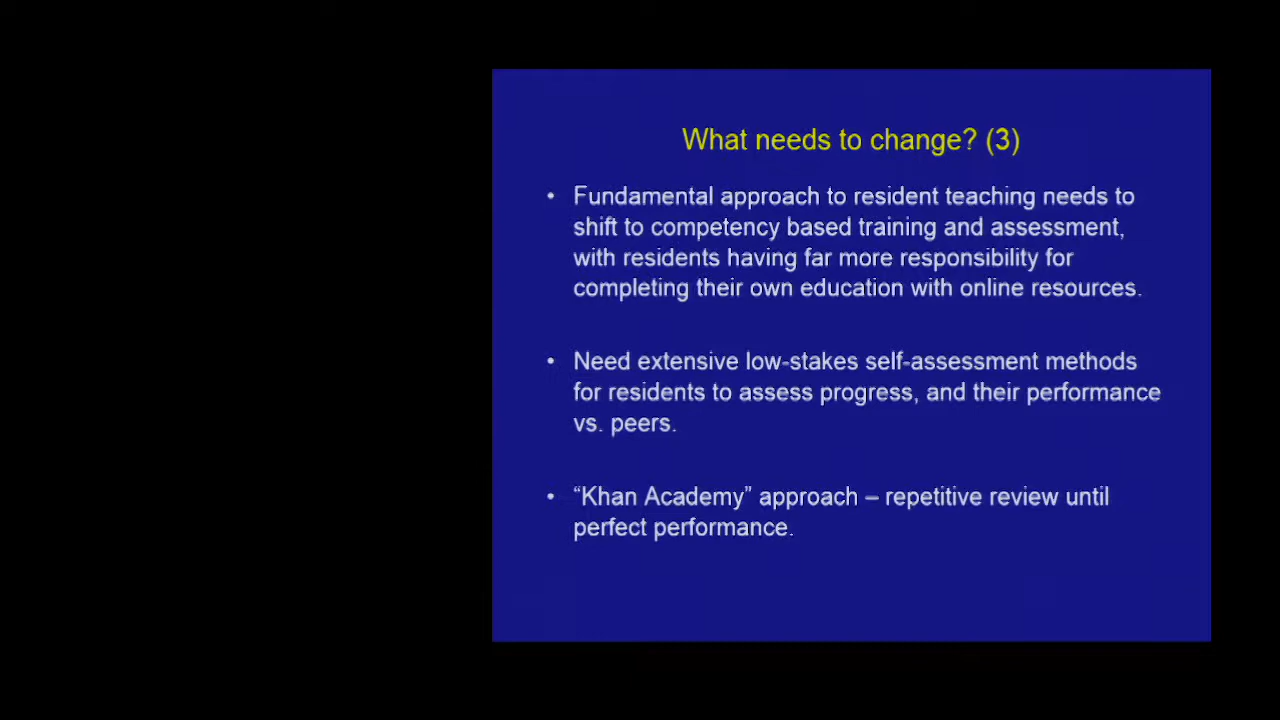 What needs to change? (3)
• Fundamental approach to resident teaching needs to
shift to competency based training and assessment,
with residents having far more responsibility for
completing their own education with online resources.
• Need extensive low-stakes self-assessment methods
for residents to assess progress, and their performance
vs. peers.
• “Khan Academy” approach – repetitive review until
perfect performance.